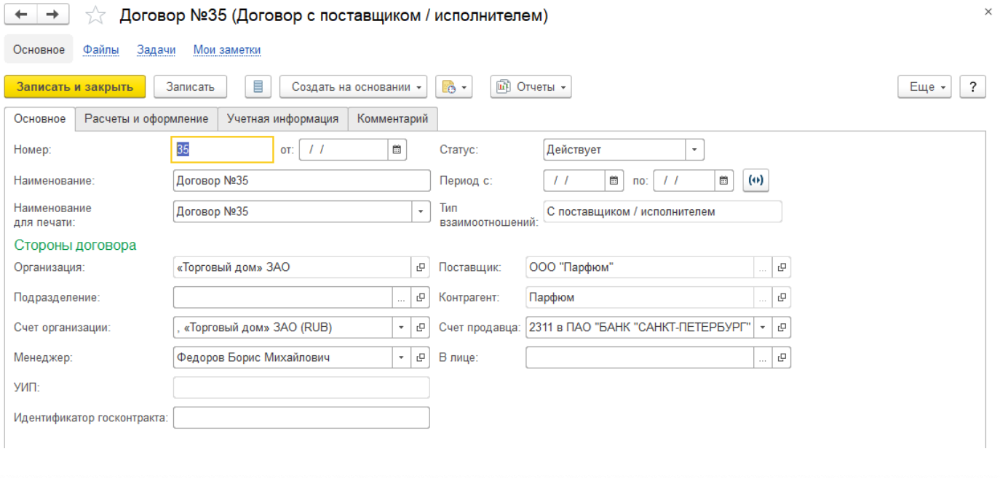 Договор №35 (Договор с поставщиком / исполнителем)
Основное Файлы Задачи Мои заметки
Записать и закрыть Записать Создать на основании Отчеты Еще ?
Основное Расчеты и оформление Учетная информация Комментарий
Номер: 35 от: / / Статус: Действует
Наименование: Договор №35 Период с: / / по: / /
Наименование для печати: Договор №35 Тип взаимоотношений: С поставщиком / исполнителем
Стороны договора
Организация: «Торговый дом» ЗАО Поставщик: ООО "Парфюм"
Подразделение: ... Контрагент: Парфюм ...
Счет организации: , «Торговый дом» ЗАО (RUB) Счет продавца: 2311 в ПАО "БАНК "САНКТ-ПЕТЕРБУРГ"
Менеджер: Федоров Борис Михайлович В лице: ...
УИП:
Идентификатор госконтракта: